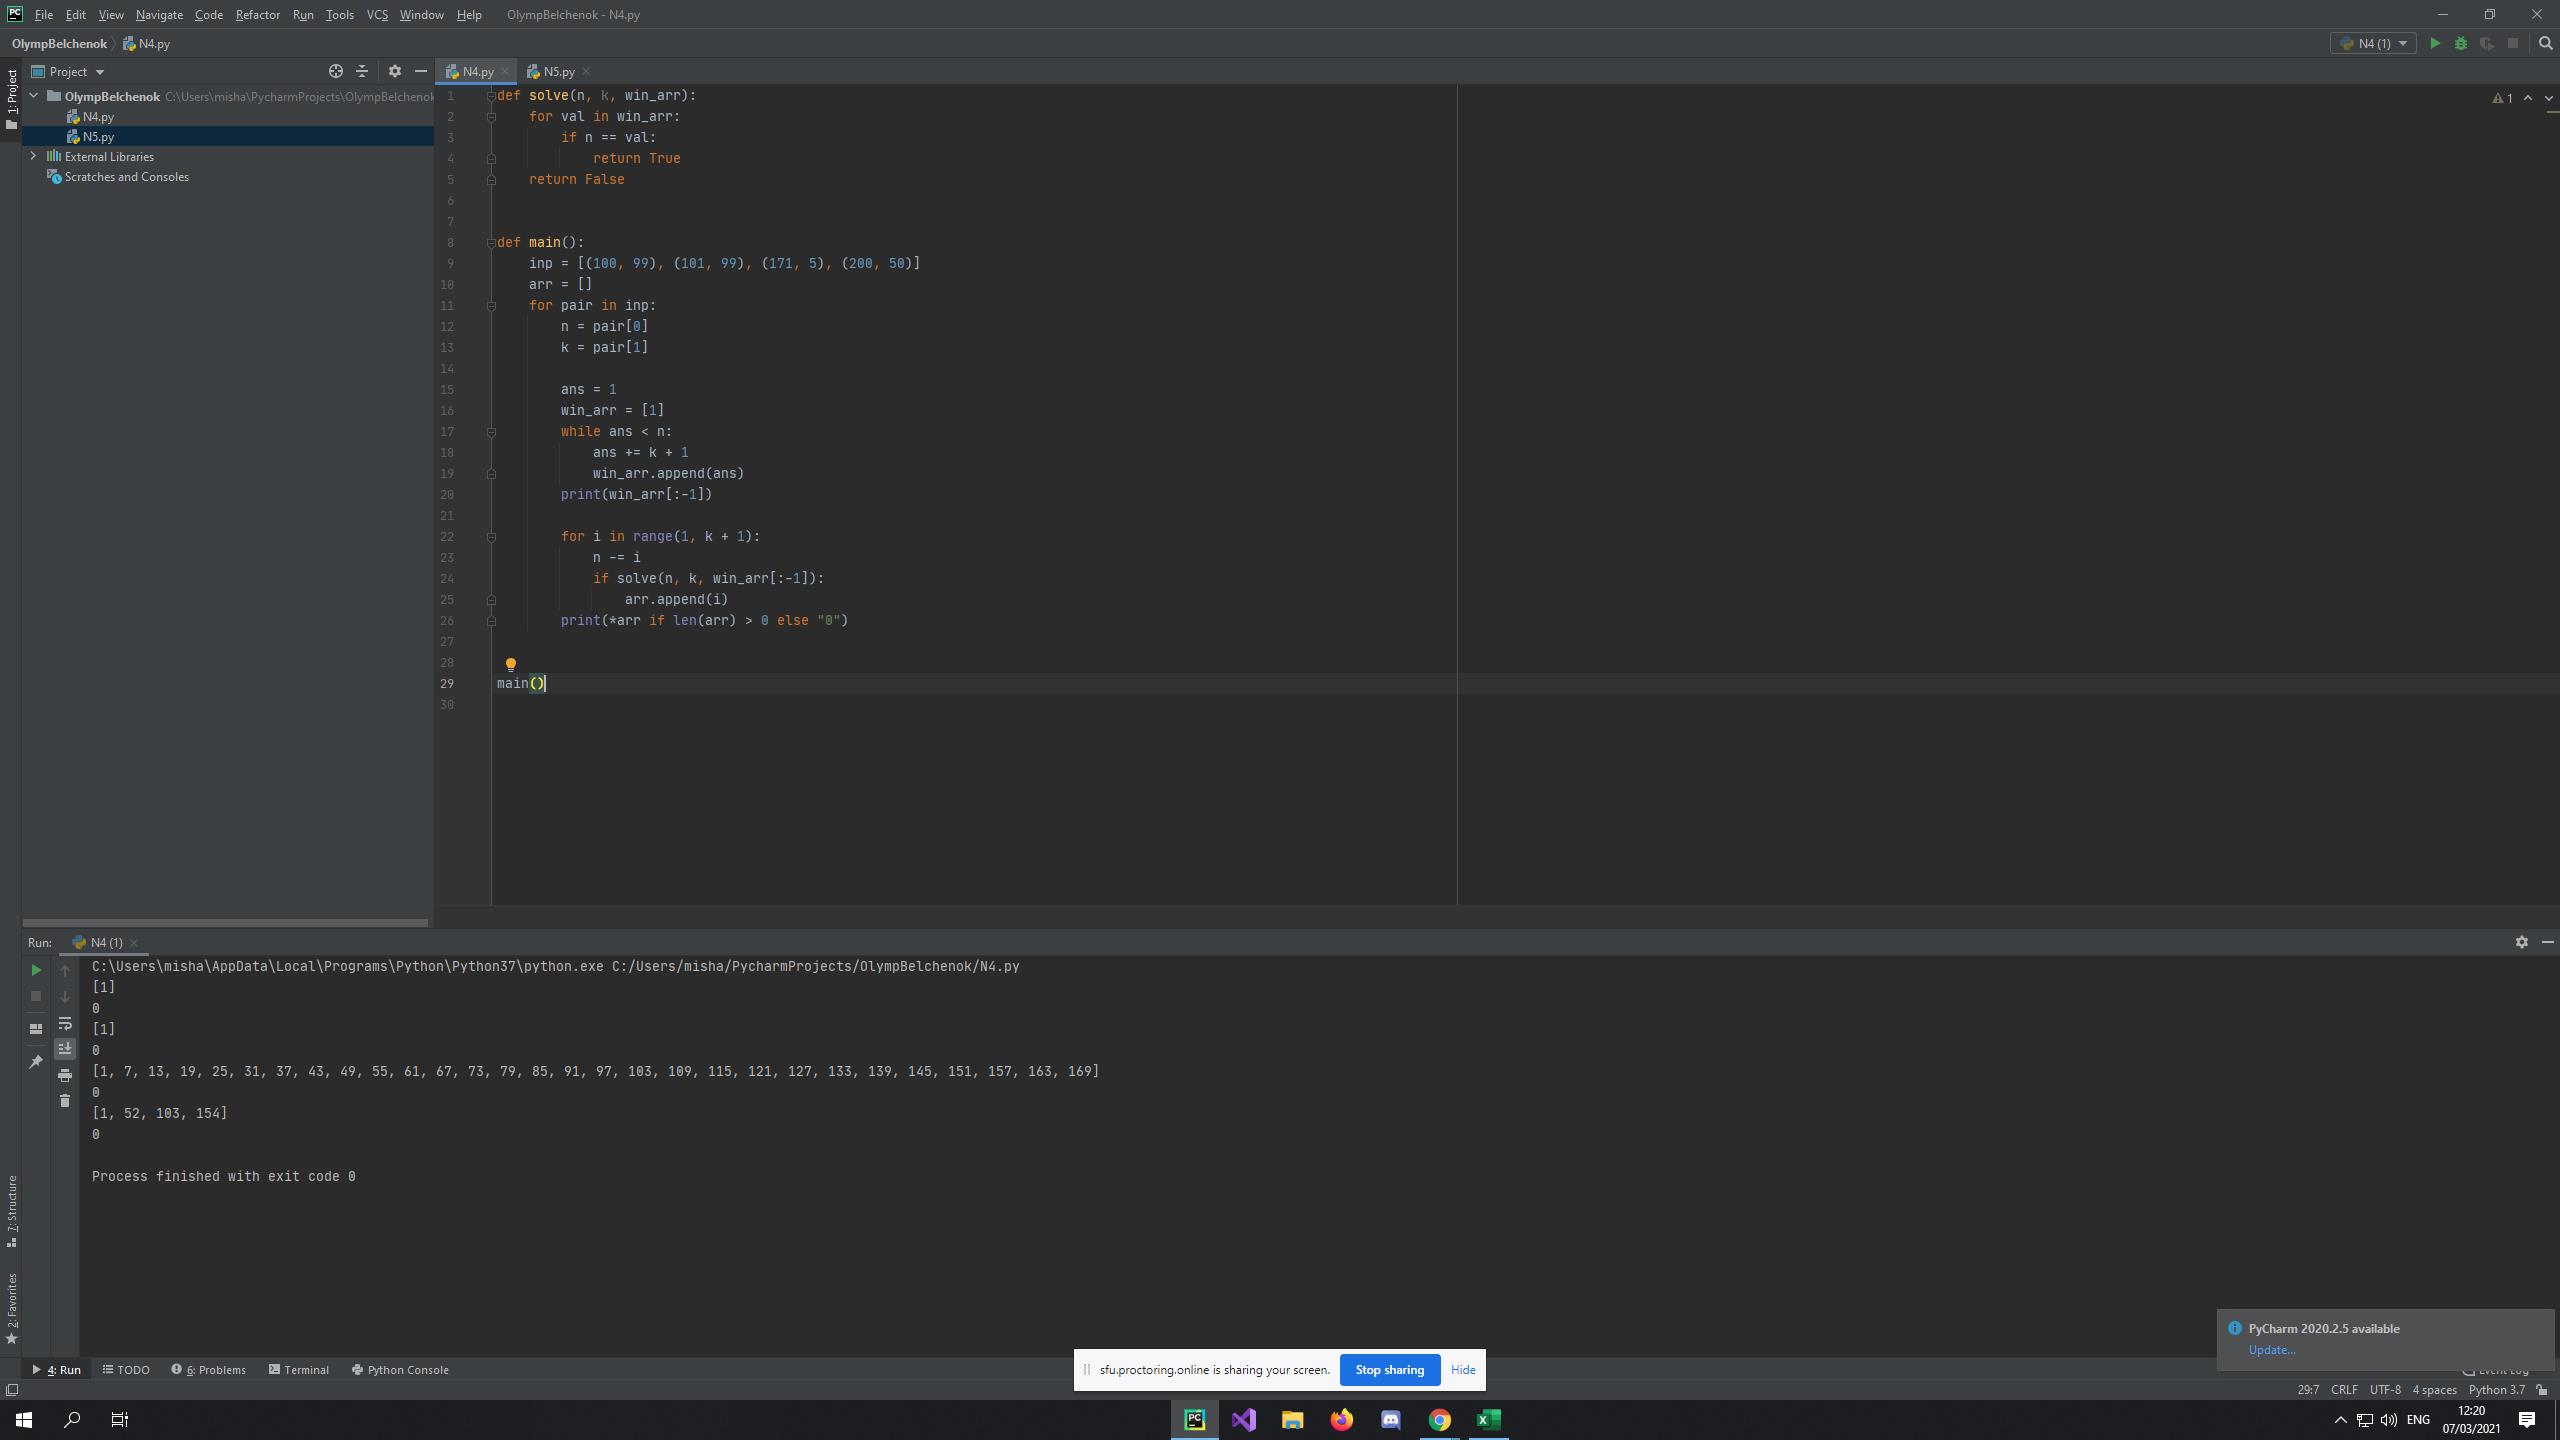 File Edit View Navigate Code Refactor Run Tools VCS Window Help OlympBelchenok - N4.py
OlympBelchenok N4.py N4 (1)
Project N4.py N5.py
1: Project
OlympBelchenok C:\Users\misha\PycharmProjects\OlympBelchenok
N4.py
N5.py
External Libraries
Scratches and Consoles
1 def solve(n, k, win_arr):
2 for val in win_arr:
3 if n == val:
4 return True
5 return False
6
7
8 def main():
9 inp = [(100, 99), (101, 99), (171, 5), (200, 50)]
10 arr = []
11 for pair in inp:
12 n = pair[0]
13 k = pair[1]
14
15 ans = 1
16 win_arr = [1]
17 while ans < n:
18 ans += k + 1
19 win_arr.append(ans)
20 print(win_arr[:-1])
21
22 for i in range(1, k + 1):
23 n -= i
24 if solve(n, k, win_arr[:-1]):
25 arr.append(i)
26 print(*arr if len(arr) > 0 else "0")
27
28
29 main()
30
1
Run: N4 (1)
C:\Users\misha\AppData\Local\Programs\Python\Python37\python.exe C:/Users/misha/PycharmProjects/OlympBelchenok/N4.py
[1]
0
[1]
0
[1, 7, 13, 19, 25, 31, 37, 43, 49, 55, 61, 67, 73, 79, 85, 91, 97, 103, 109, 115, 121, 127, 133, 139, 145, 151, 157, 163, 169]
0
[1, 52, 103, 154]
0
Process finished with exit code 0
7: Structure
2: Favorites
PyCharm 2020.2.5 available
Update...
4: Run TODO 6: Problems Terminal Python Console Event Log
sfu.proctoring.online is sharing your screen. Stop sharing Hide
29:7 CRLF UTF-8 4 spaces Python 3.7
ENG 12:20
07/03/2021